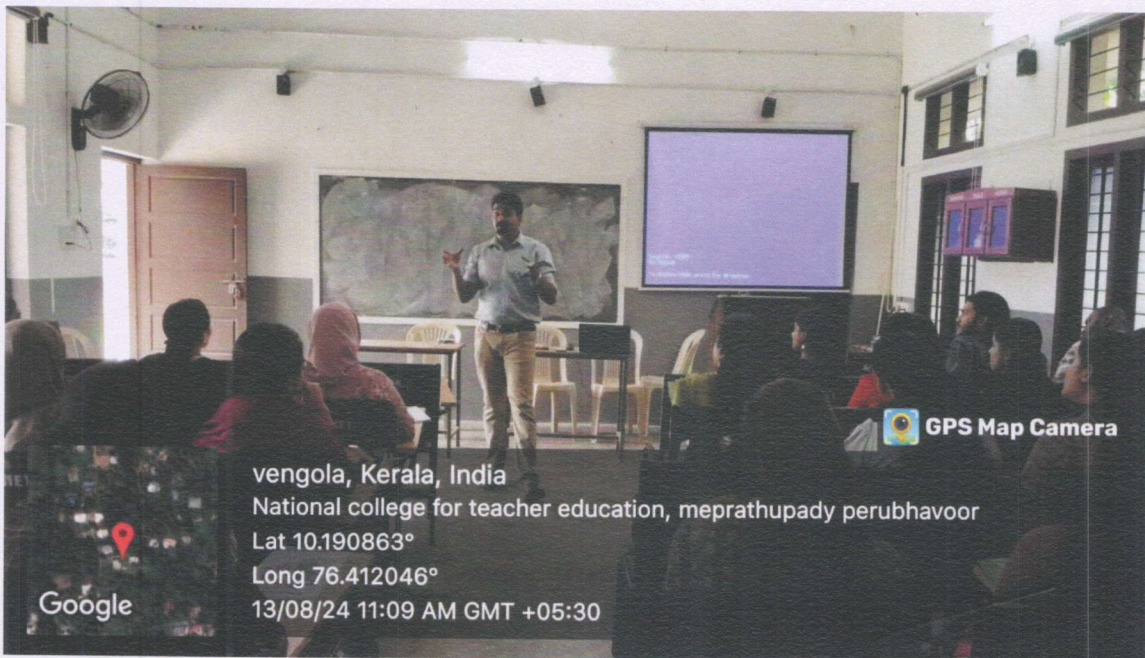 GPS Map Camera
vengola, Kerala, India
National college for teacher education, meprathupady perubhavoor
Lat 10.190863°
Long 76.412046°
13/08/24 11:09 AM GMT +05:30
Google